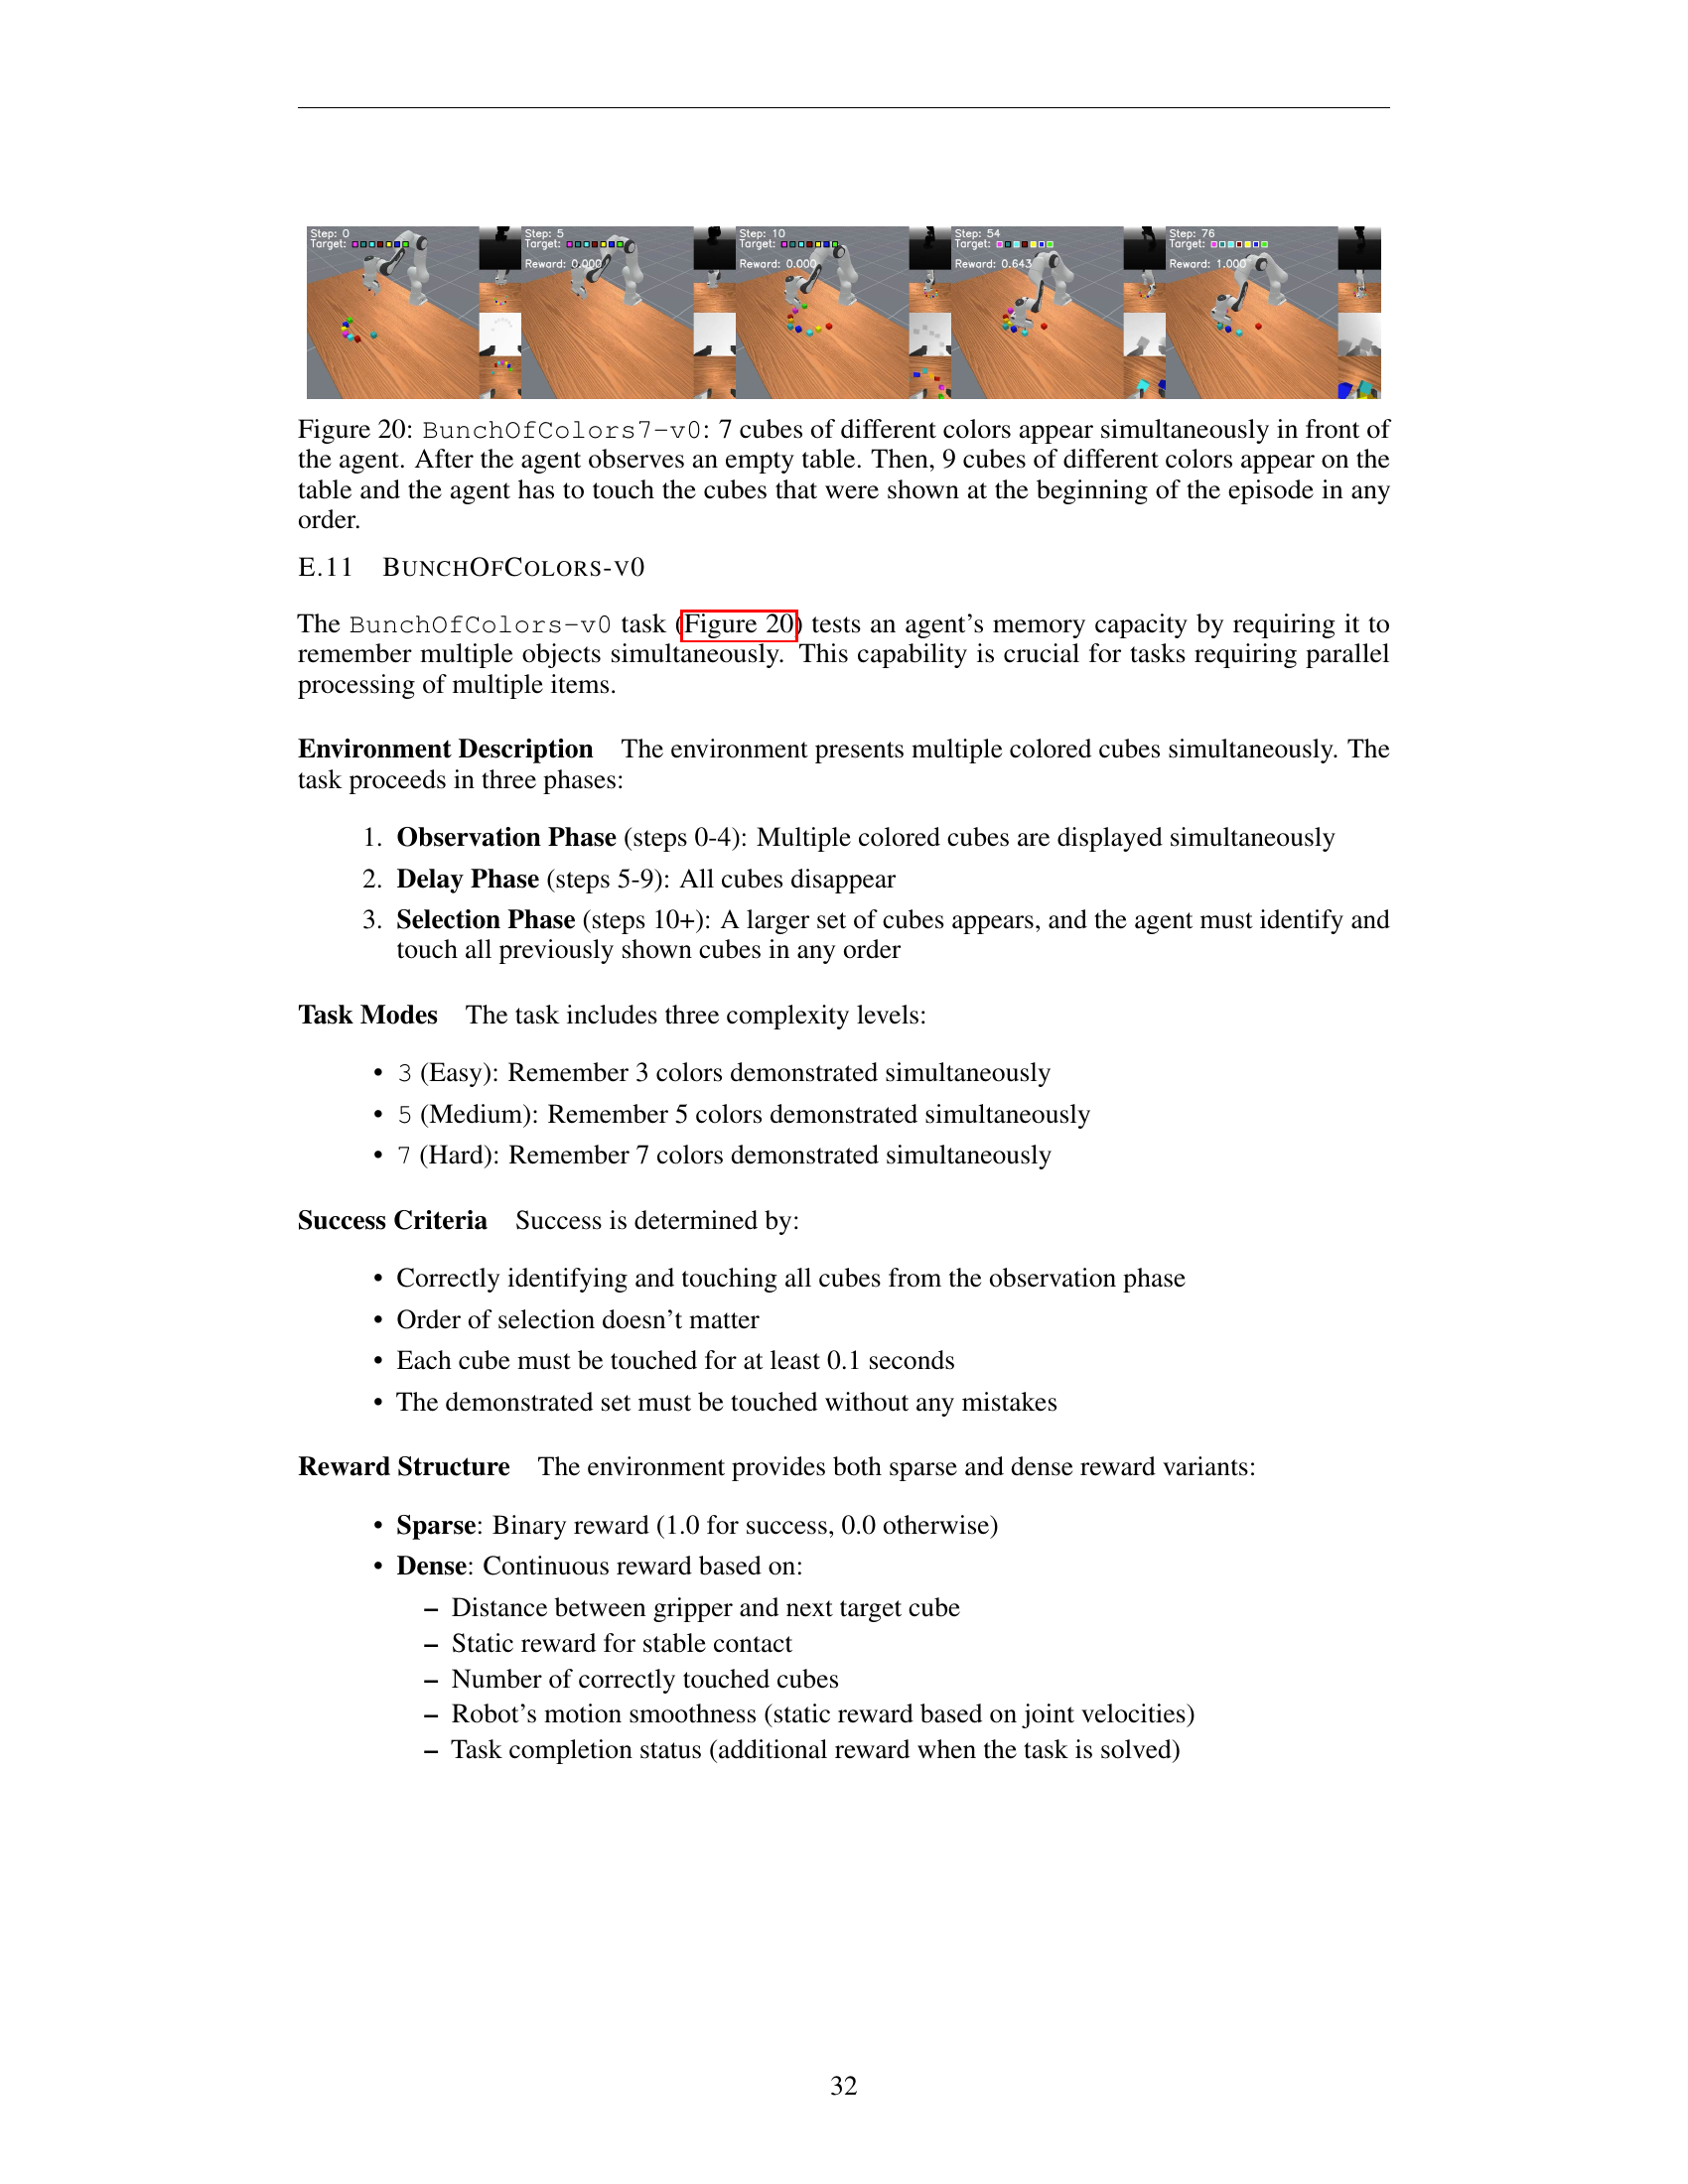 Step: 0
Target:
Step: 5
Target:
Reward: 0.000
Step: 10
Target:
Reward: 0.000
Step: 54
Target:
Reward: 0.643
Step: 76
Target:
Reward: 1.000
Figure 20: BunchOfColors7-v0: 7 cubes of different colors appear simultaneously in front of
the agent. After the agent observes an empty table. Then, 9 cubes of different colors appear on the
table and the agent has to touch the cubes that were shown at the beginning of the episode in any
order.
E.11 BUNCHOFCOLORS-V0
The BunchOfColors-v0 task (Figure 20) tests an agent's memory capacity by requiring it to
remember multiple objects simultaneously. This capability is crucial for tasks requiring parallel
processing of multiple items.
Environment Description The environment presents multiple colored cubes simultaneously. The
task proceeds in three phases:
1. Observation Phase (steps 0-4): Multiple colored cubes are displayed simultaneously
2. Delay Phase (steps 5-9): All cubes disappear
3. Selection Phase (steps 10+): A larger set of cubes appears, and the agent must identify and
touch all previously shown cubes in any order
Task Modes The task includes three complexity levels:
• 3 (Easy): Remember 3 colors demonstrated simultaneously
• 5 (Medium): Remember 5 colors demonstrated simultaneously
• 7 (Hard): Remember 7 colors demonstrated simultaneously
Success Criteria Success is determined by:
• Correctly identifying and touching all cubes from the observation phase
• Order of selection doesn't matter
• Each cube must be touched for at least 0.1 seconds
• The demonstrated set must be touched without any mistakes
Reward Structure The environment provides both sparse and dense reward variants:
• Sparse: Binary reward (1.0 for success, 0.0 otherwise)
• Dense: Continuous reward based on:
– Distance between gripper and next target cube
– Static reward for stable contact
– Number of correctly touched cubes
– Robot's motion smoothness (static reward based on joint velocities)
– Task completion status (additional reward when the task is solved)
32